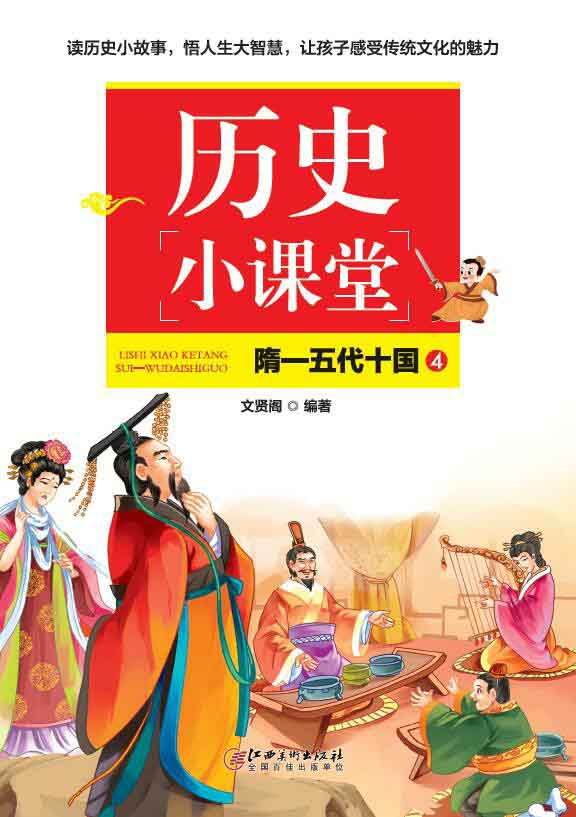 读历史小故事，悟人生大智慧，让孩子感受传统文化的魅力
历史
小课堂
LISHI XIAO KETANG
SUI—WUDAISHIGUO
隋—五代十国 4
文贤阁 ◎ 编著
江西美术出版社
全国百佳出版单位